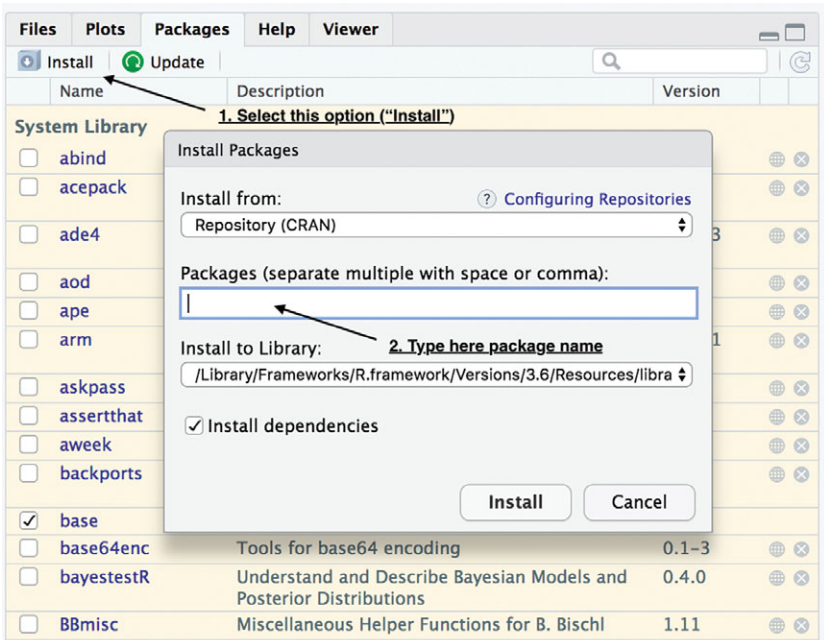 Files Plots Packages Help Viewer
Install Update
Name Description Version
1. Select this option ("Install")
System Library
Install Packages
abind
acepack
Install from: ? Configuring Repositories
Repository (CRAN)
ade4 3
Packages (separate multiple with space or comma):
aod
ape
arm 1
2. Type here package name
Install to Library:
/Library/Frameworks/R.framework/Versions/3.6/Resources/libra
askpass
assertthat
Install dependencies
aweek
backports
Install Cancel
base
base64enc Tools for base64 encoding 0.1-3
bayestestR Understand and Describe Bayesian Models and 0.4.0
Posterior Distributions
BBmisc Miscellaneous Helper Functions for B. Bischl 1.11